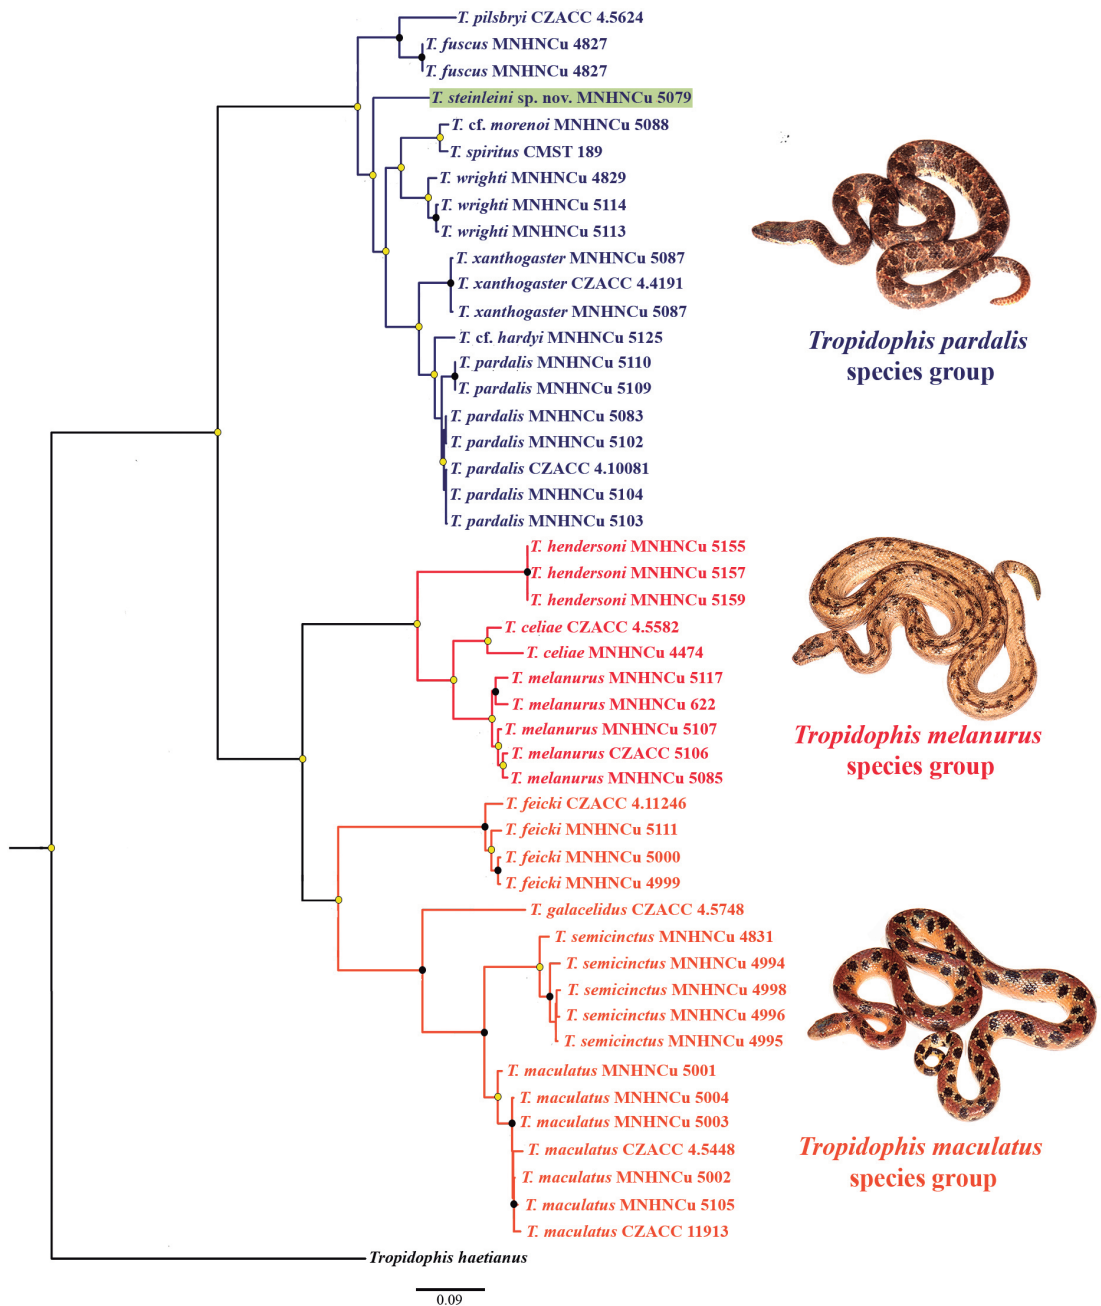 T. pilsbryi CZACC 4.5624
T. fuscus MNHNCu 4827
T. fuscus MNHNCu 4827
T. steinleini sp. nov. MNHNCu 5079
T. cf. morenoi MNHNCu 5088
T. spiritus CMST 189
T. wrighti MNHNCu 4829
T. wrighti MNHNCu 5114
T. wrighti MNHNCu 5113
T. xanthogaster MNHNCu 5087
T. xanthogaster CZACC 4.4191
T. xanthogaster MNHNCu 5087
T. cf. hardyi MNHNCu 5125
T. pardalis MNHNCu 5110
T. pardalis MNHNCu 5109
T. pardalis MNHNCu 5083
T. pardalis MNHNCu 5102
T. pardalis CZACC 4.10081
T. pardalis MNHNCu 5104
T. pardalis MNHNCu 5103
Tropidophis pardalis
species group
T. hendersoni MNHNCu 5155
T. hendersoni MNHNCu 5157
T. hendersoni MNHNCu 5159
T. celiae CZACC 4.5582
T. celiae MNHNCu 4474
T. melanurus MNHNCu 5117
T. melanurus MNHNCu 622
T. melanurus MNHNCu 5107
T. melanurus CZACC 5106
T. melanurus MNHNCu 5085
Tropidophis melanurus
species group
T. feicki CZACC 4.11246
T. feicki MNHNCu 5111
T. feicki MNHNCu 5000
T. feicki MNHNCu 4999
T. galacelidus CZACC 4.5748
T. semicinctus MNHNCu 4831
T. semicinctus MNHNCu 4994
T. semicinctus MNHNCu 4998
T. semicinctus MNHNCu 4996
T. semicinctus MNHNCu 4995
T. maculatus MNHNCu 5001
T. maculatus MNHNCu 5004
T. maculatus MNHNCu 5003
T. maculatus CZACC 4.5448
T. maculatus MNHNCu 5002
T. maculatus MNHNCu 5105
T. maculatus CZACC 11913
Tropidophis maculatus
species group
Tropidophis haetianus
0.09